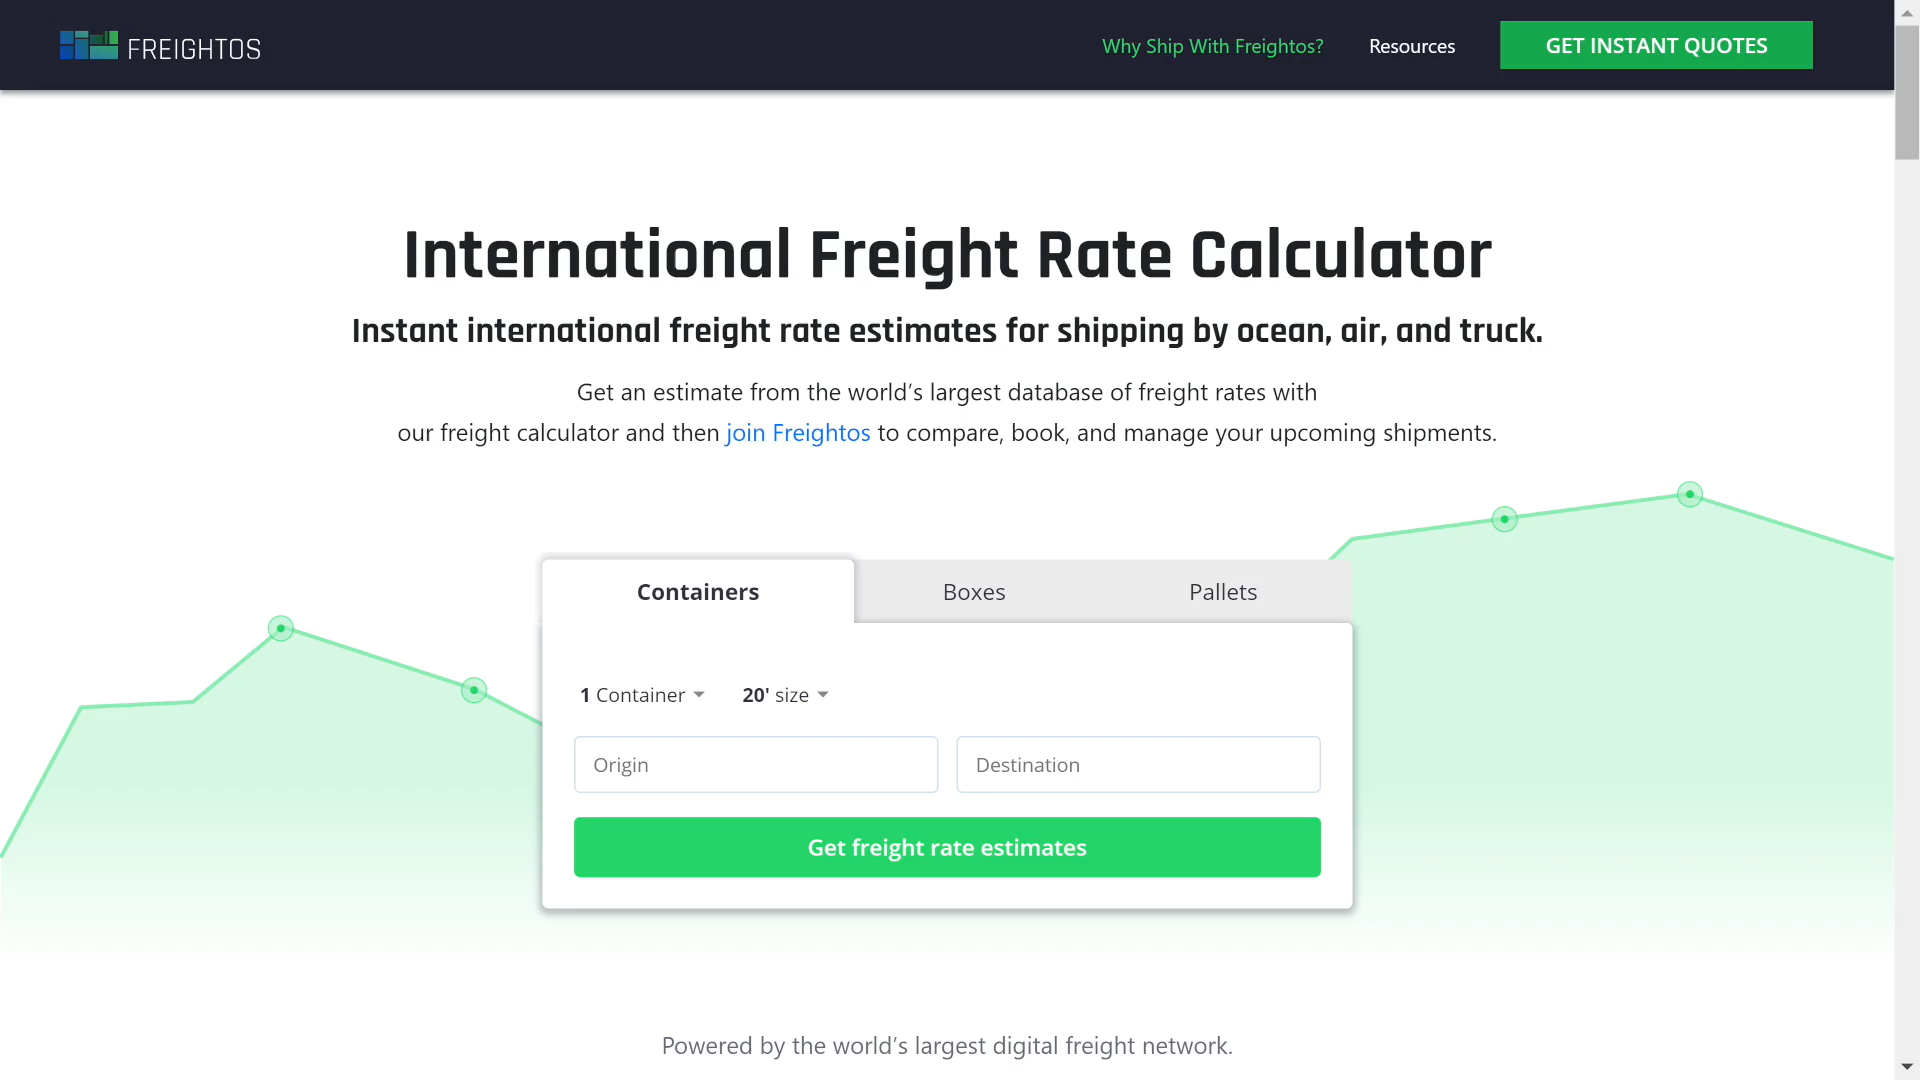 FREIGHTOS
Why Ship With Freightos?
Resources
GET INSTANT QUOTES
International Freight Rate Calculator
Instant international freight rate estimates for shipping by ocean, air, and truck.
Get an estimate from the world’s largest database of freight rates with
our freight calculator and then join Freightos to compare, book, and manage your upcoming shipments.
Containers
Boxes
Pallets
1 Container
20' size
Origin
Destination
Get freight rate estimates
Powered by the world’s largest digital freight network.